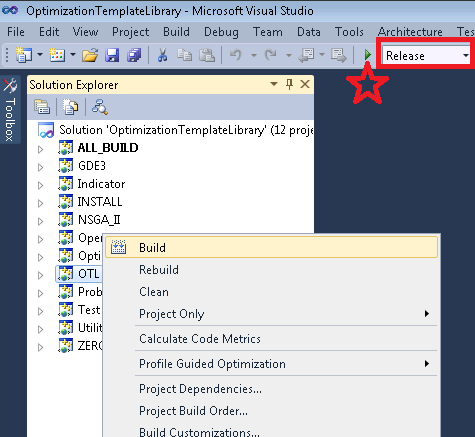 OptimizationTemplateLibrary - Microsoft Visual Studio
File Edit View Project Build Debug Team Data Tools Architecture Te
Release
Toolbox
Solution Explorer
Solution 'OptimizationTemplateLibrary' (12 proje
ALL_BUILD
GDE3
Indicator
INSTALL
NSGA_II
Ope
Opti
OTL
Prob
Test
Utilit
ZERO
Build
Rebuild
Clean
Project Only
Calculate Code Metrics
Profile Guided Optimization
Project Dependencies...
Project Build Order...
Build Customizations...